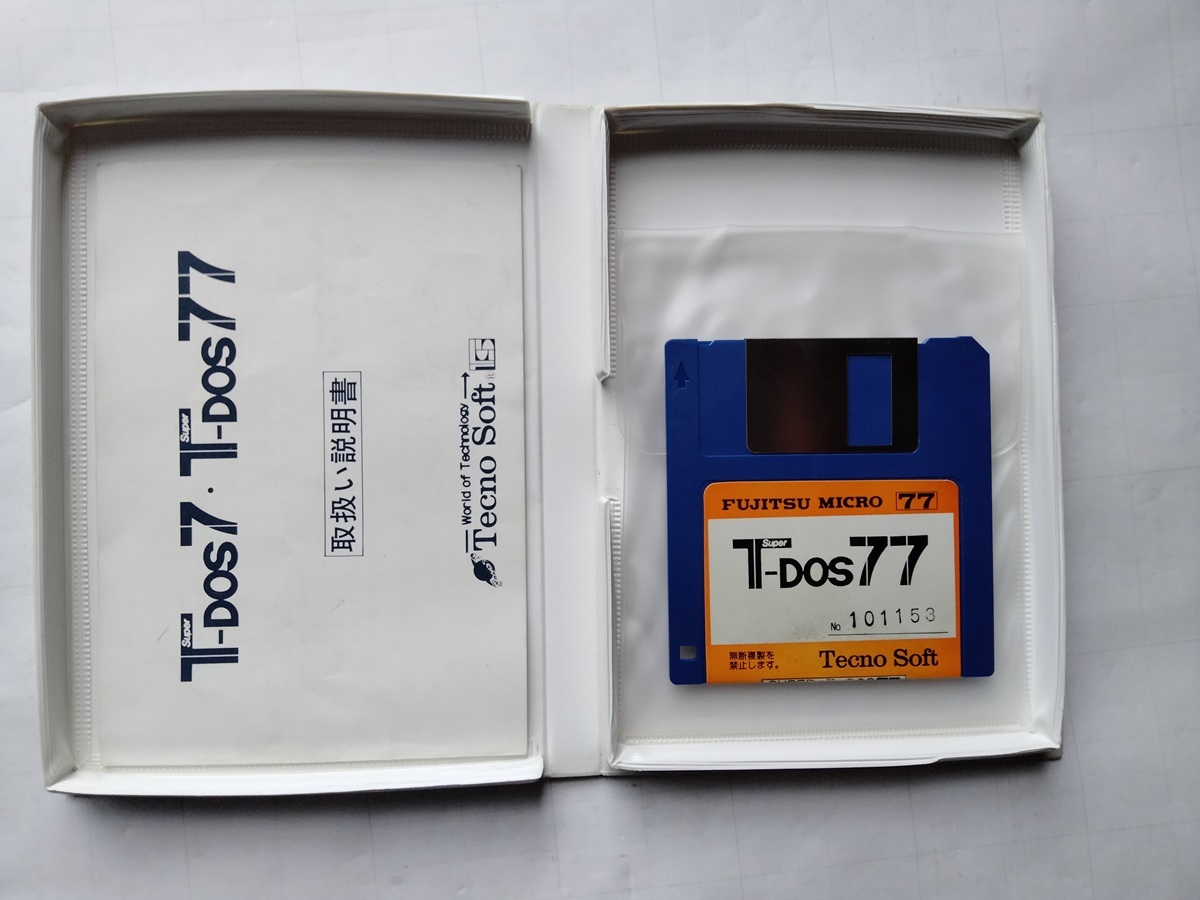 Super T-DOS7・Super T-DOS77
取扱い説明書
World of Technology
Tecno Soft
FUJITSU MICRO 77
Super
T-DOS77
No. 101153
無断複製を
禁止します。
Tecno Soft